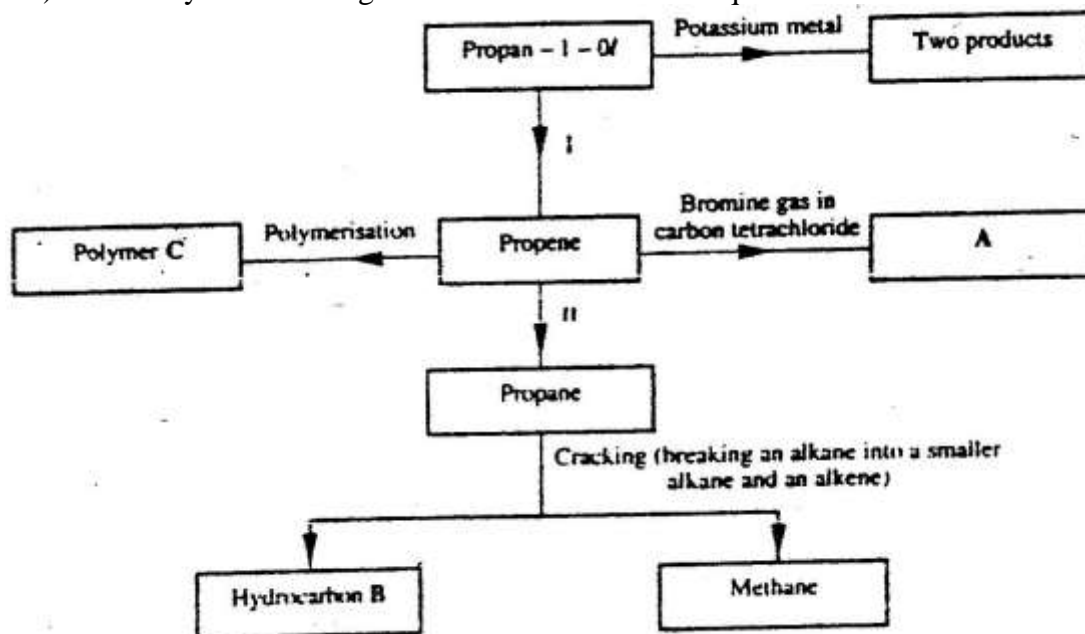 Propan – 1 – 0l
Potassium metal
Two products
I
Polymer C
Polymerisation
Propene
Bromine gas in
carbon tetrachloride
A
II
Propane
Cracking (breaking an alkane into a smaller
alkane and an alkene)
Hydrocarbon B
Methane